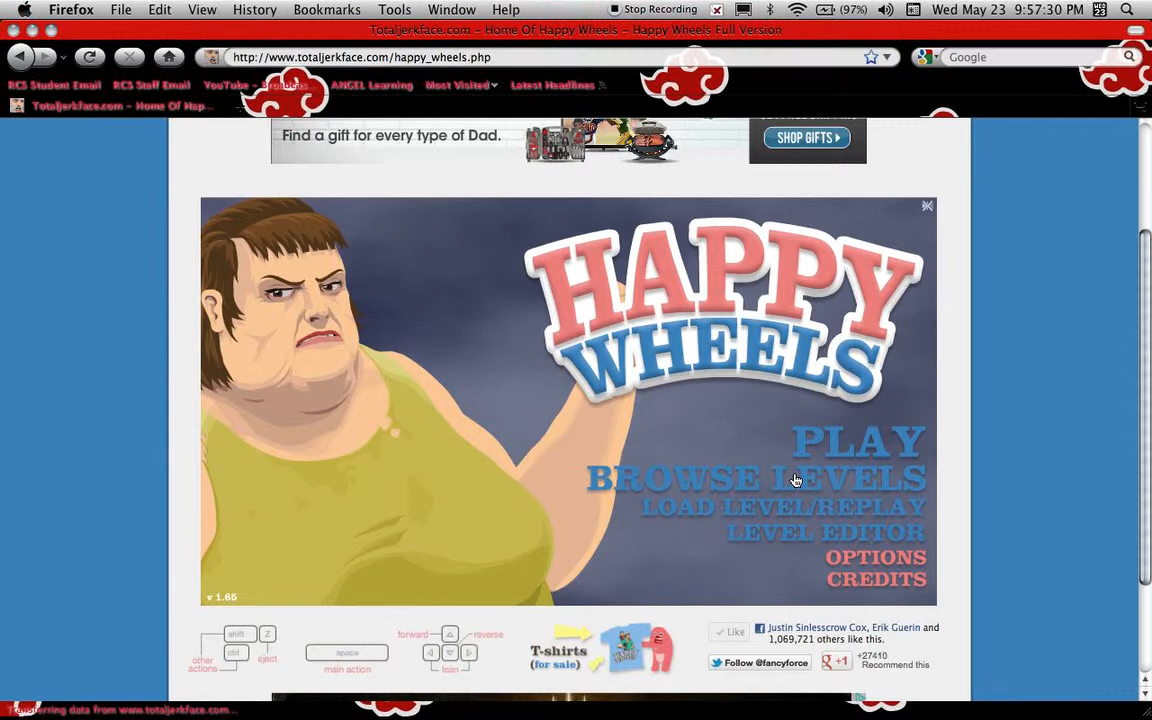 Firefox File Edit View History Bookmarks Tools Window Help Stop Recording (97%) Wed May 23 9:57:30 PM
Totaljerkface.com - Home Of Happy Wheels - Happy Wheels Full Version
http://www.totaljerkface.com/happy_wheels.php Google
RCS Student Email RCS Staff Email YouTube - Broadcas... ANGEL Learning Most Visited Latest Headlines
Totaljerkface.com - Home Of Hap...
Find a gift for every type of Dad.
SHOP GIFTS
HAPPY
WHEELS
PLAY
BROWSE LEVELS
LOAD LEVEL/REPLAY
LEVEL EDITOR
OPTIONS
CREDITS
v 1.65
shift Z
ctrl eject
other
actions
space
main action
forward reverse
lean
T-shirts
(for sale)
Like Justin Sinlesscrow Cox, Erik Guerin and
1,069,721 others like this.
Follow @fancyforce
+1 +27410
Recommend this
Transferring data from www.totaljerkface.com...